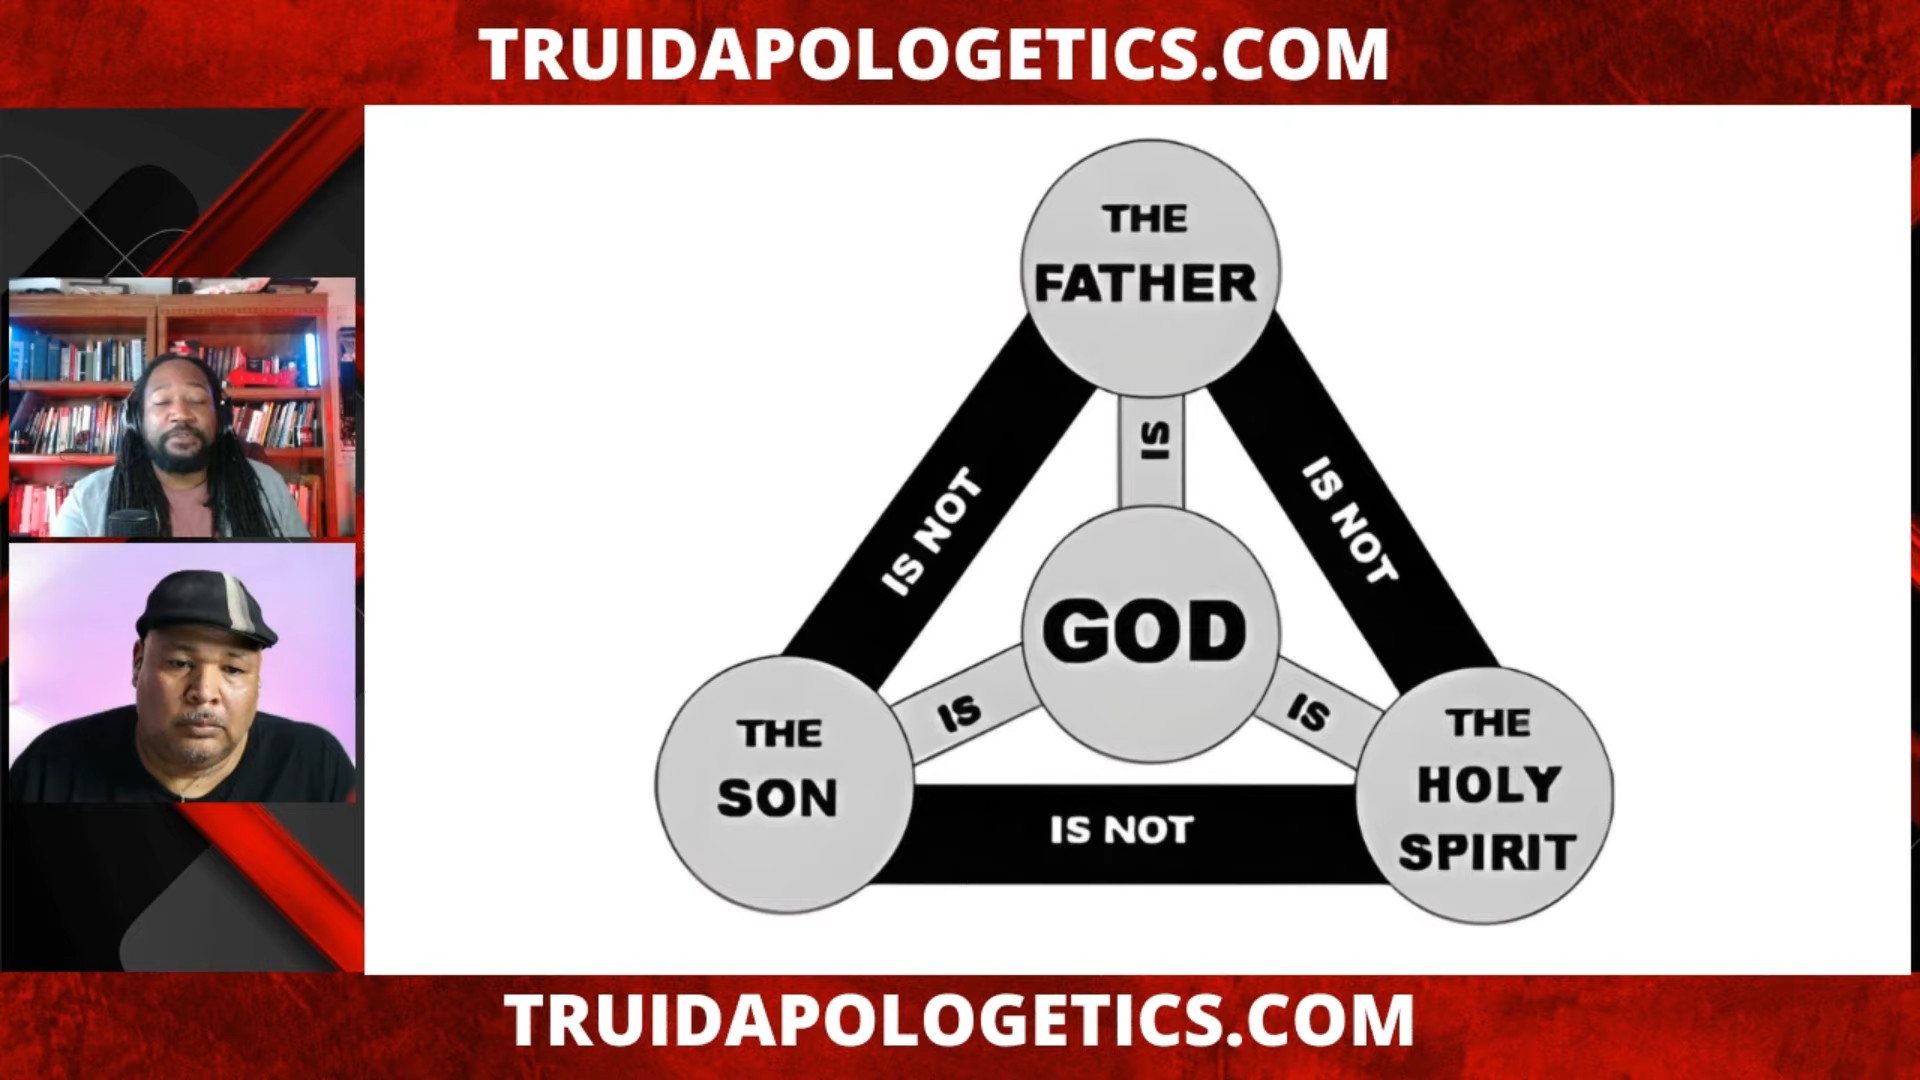 TRUIDAPOLOGETICS.COM
THE
FATHER
IS
IS NOT
IS NOT
GOD
IS
IS
THE
SON
THE
HOLY
SPIRIT
IS NOT
TRUIDAPOLOGETICS.COM